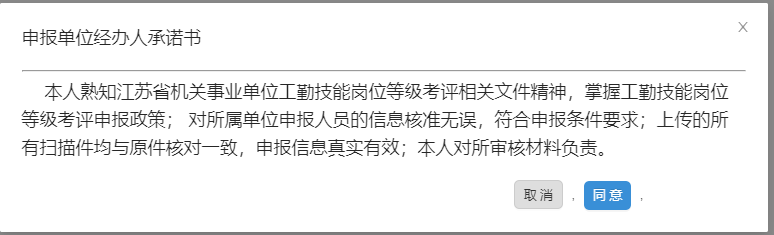 申报单位经办人承诺书
X
本人熟知江苏省机关事业单位工勤技能岗位等级考评相关文件精神，掌握工勤技能岗位
等级考评申报政策； 对所属单位申报人员的信息核准无误，符合申报条件要求；上传的所
有扫描件均与原件核对一致，申报信息真实有效；本人对所审核材料负责。
取消 ， 同意 ，